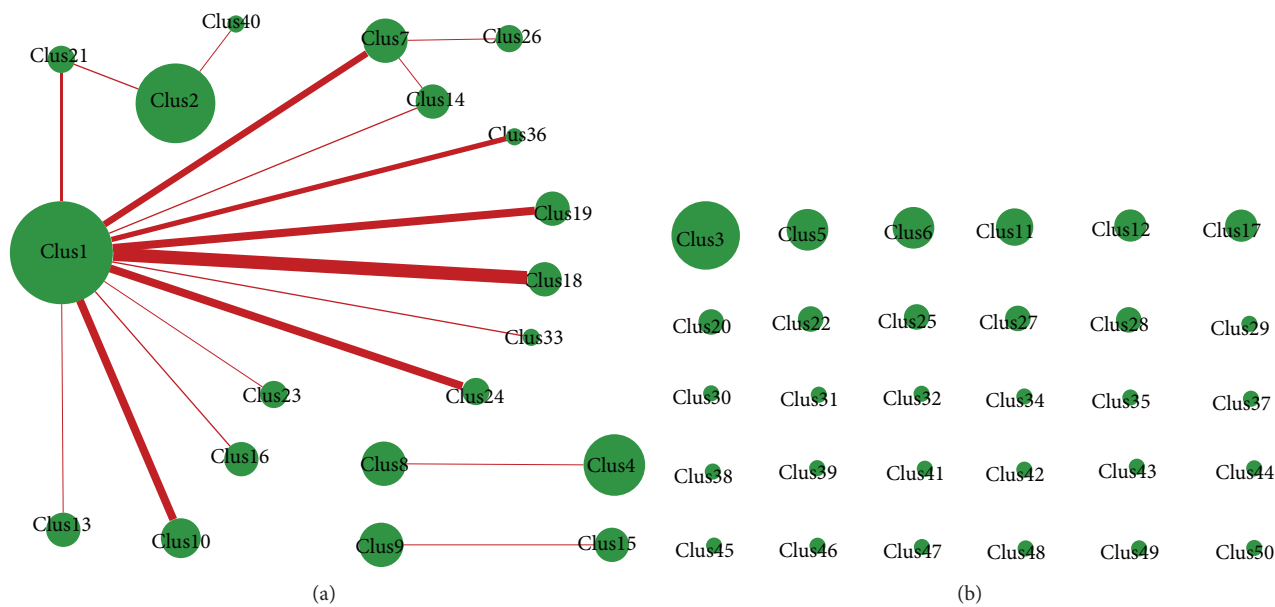 Clus40
Clus21
Clus7
Clus26
Clus2
Clus14
Clus36
Clus19
Clus1
Clus18
Clus33
Clus23
Clus24
Clus16
Clus8
Clus4
Clus13
Clus10
Clus9
Clus15
(a)
Clus3 Clus5 Clus6 Clus11 Clus12 Clus17
Clus20 Clus22 Clus25 Clus27 Clus28 Clus29
Clus30 Clus31 Clus32 Clus34 Clus35 Clus37
Clus38 Clus39 Clus41 Clus42 Clus43 Clus44
Clus45 Clus46 Clus47 Clus48 Clus49 Clus50
(b)